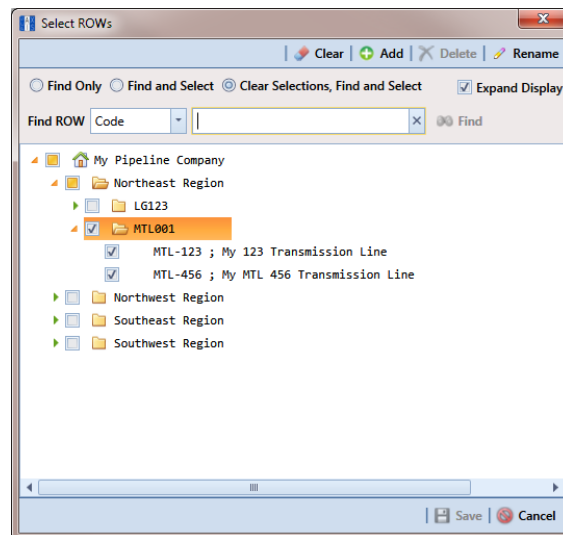 Select ROWs
Clear Add Delete Rename
Find Only Find and Select Clear Selections, Find and Select Expand Display
Find ROW Code Find
My Pipeline Company
Northeast Region
LG123
MTL001
MTL-123 ; My 123 Transmission Line
MTL-456 ; My MTL 456 Transmission Line
Northwest Region
Southeast Region
Southwest Region
Save Cancel